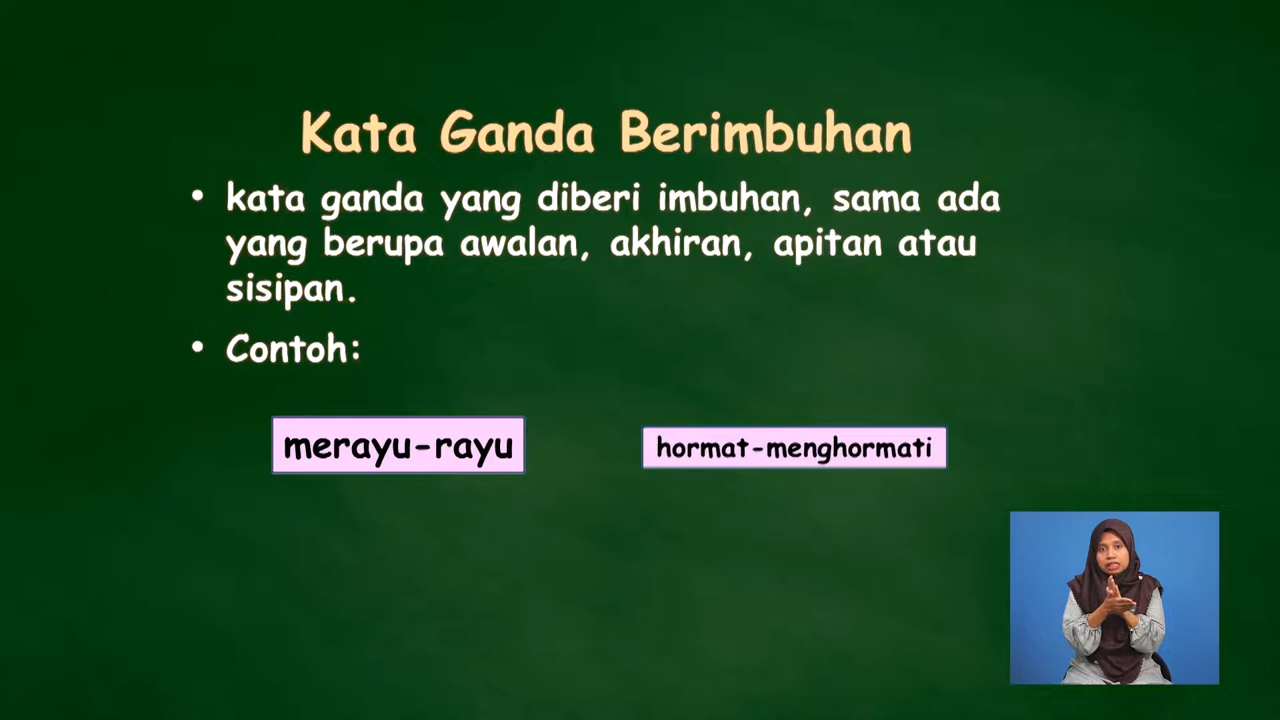 Kata Ganda Berimbuhan
• kata ganda yang diberi imbuhan, sama ada
yang berupa awalan, akhiran, apitan atau
sisipan.
• Contoh:
merayu-rayu
hormat-menghormati